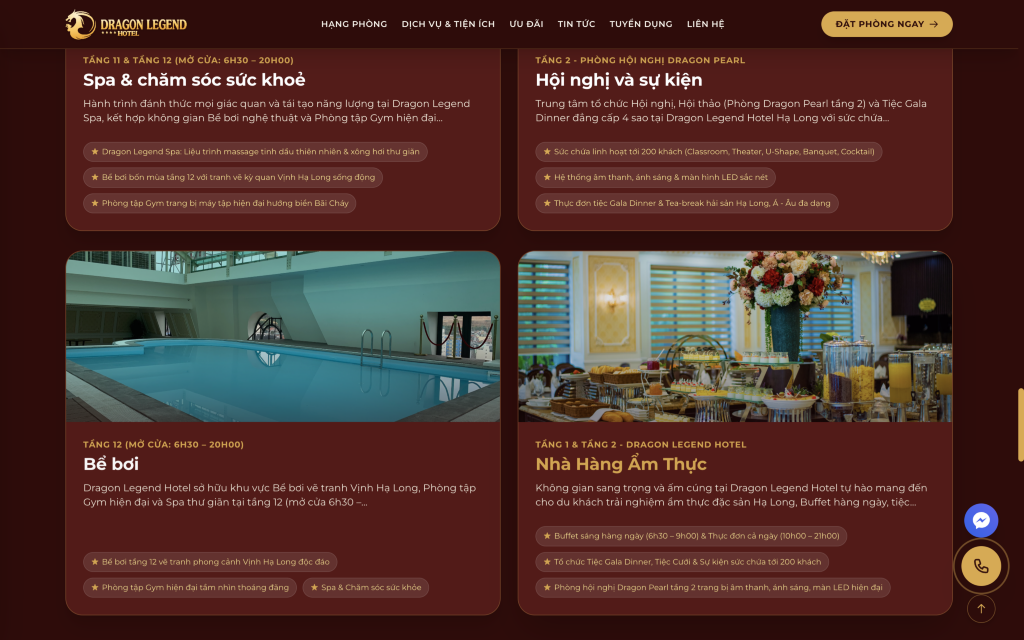 DRAGON LEGEND
HOTEL
HẠNG PHÒNG
DỊCH VỤ & TIỆN ÍCH
ƯU ĐÃI
TIN TỨC
TUYỂN DỤNG
LIÊN HỆ
ĐẶT PHÒNG NGAY →
TẦNG 11 & TẦNG 12 (MỞ CỬA: 6H30 – 20H00)
Spa & chăm sóc sức khoẻ
Hành trình đánh thức mọi giác quan và tái tạo năng lượng tại Dragon Legend
Spa, kết hợp không gian Bể bơi nghệ thuật và Phòng tập Gym hiện đại...
★ Dragon Legend Spa: Liệu trình massage tinh dầu thiên nhiên & xông hơi thư giãn
★ Bể bơi bốn mùa tầng 12 với tranh vẽ kỳ quan Vịnh Hạ Long sống động
★ Phòng tập Gym trang bị máy tập hiện đại hướng biển Bãi Cháy
TẦNG 2 - PHÒNG HỘI NGHỊ DRAGON PEARL
Hội nghị và sự kiện
Trung tâm tổ chức Hội nghị, Hội thảo (Phòng Dragon Pearl tầng 2) và Tiệc Gala
Dinner đẳng cấp 4 sao tại Dragon Legend Hotel Hạ Long với sức chứa...
★ Sức chứa linh hoạt tới 200 khách (Classroom, Theater, U-Shape, Banquet, Cocktail)
★ Hệ thống âm thanh, ánh sáng & màn hình LED sắc nét
★ Thực đơn tiệc Gala Dinner & Tea-break hải sản Hạ Long, Á - Âu đa dạng
TẦNG 12 (MỞ CỬA: 6H30 – 20H00)
Bể bơi
Dragon Legend Hotel sở hữu khu vực Bể bơi vẽ tranh Vịnh Hạ Long, Phòng tập
Gym hiện đại và Spa thư giãn tại tầng 12 (mở cửa 6h30 –...
★ Bể bơi tầng 12 vẽ tranh phong cảnh Vịnh Hạ Long độc đáo
★ Phòng tập Gym hiện đại tầm nhìn thoáng đãng
★ Spa & Chăm sóc sức khỏe
TẦNG 1 & TẦNG 2 - DRAGON LEGEND HOTEL
Nhà Hàng Ẩm Thực
Không gian sang trọng và ấm cúng tại Dragon Legend Hotel tự hào mang đến
cho du khách trải nghiệm ẩm thực đặc sản Hạ Long, Buffet hàng ngày, tiệc...
★ Buffet sáng hàng ngày (6h30 – 9h00) & Thực đơn cả ngày (10h00 – 21h00)
★ Tổ chức Tiệc Gala Dinner, Tiệc Cưới & Sự kiện sức chứa tới 200 khách
★ Phòng hội nghị Dragon Pearl tầng 2 trang bị âm thanh, ánh sáng, màn LED hiện đại